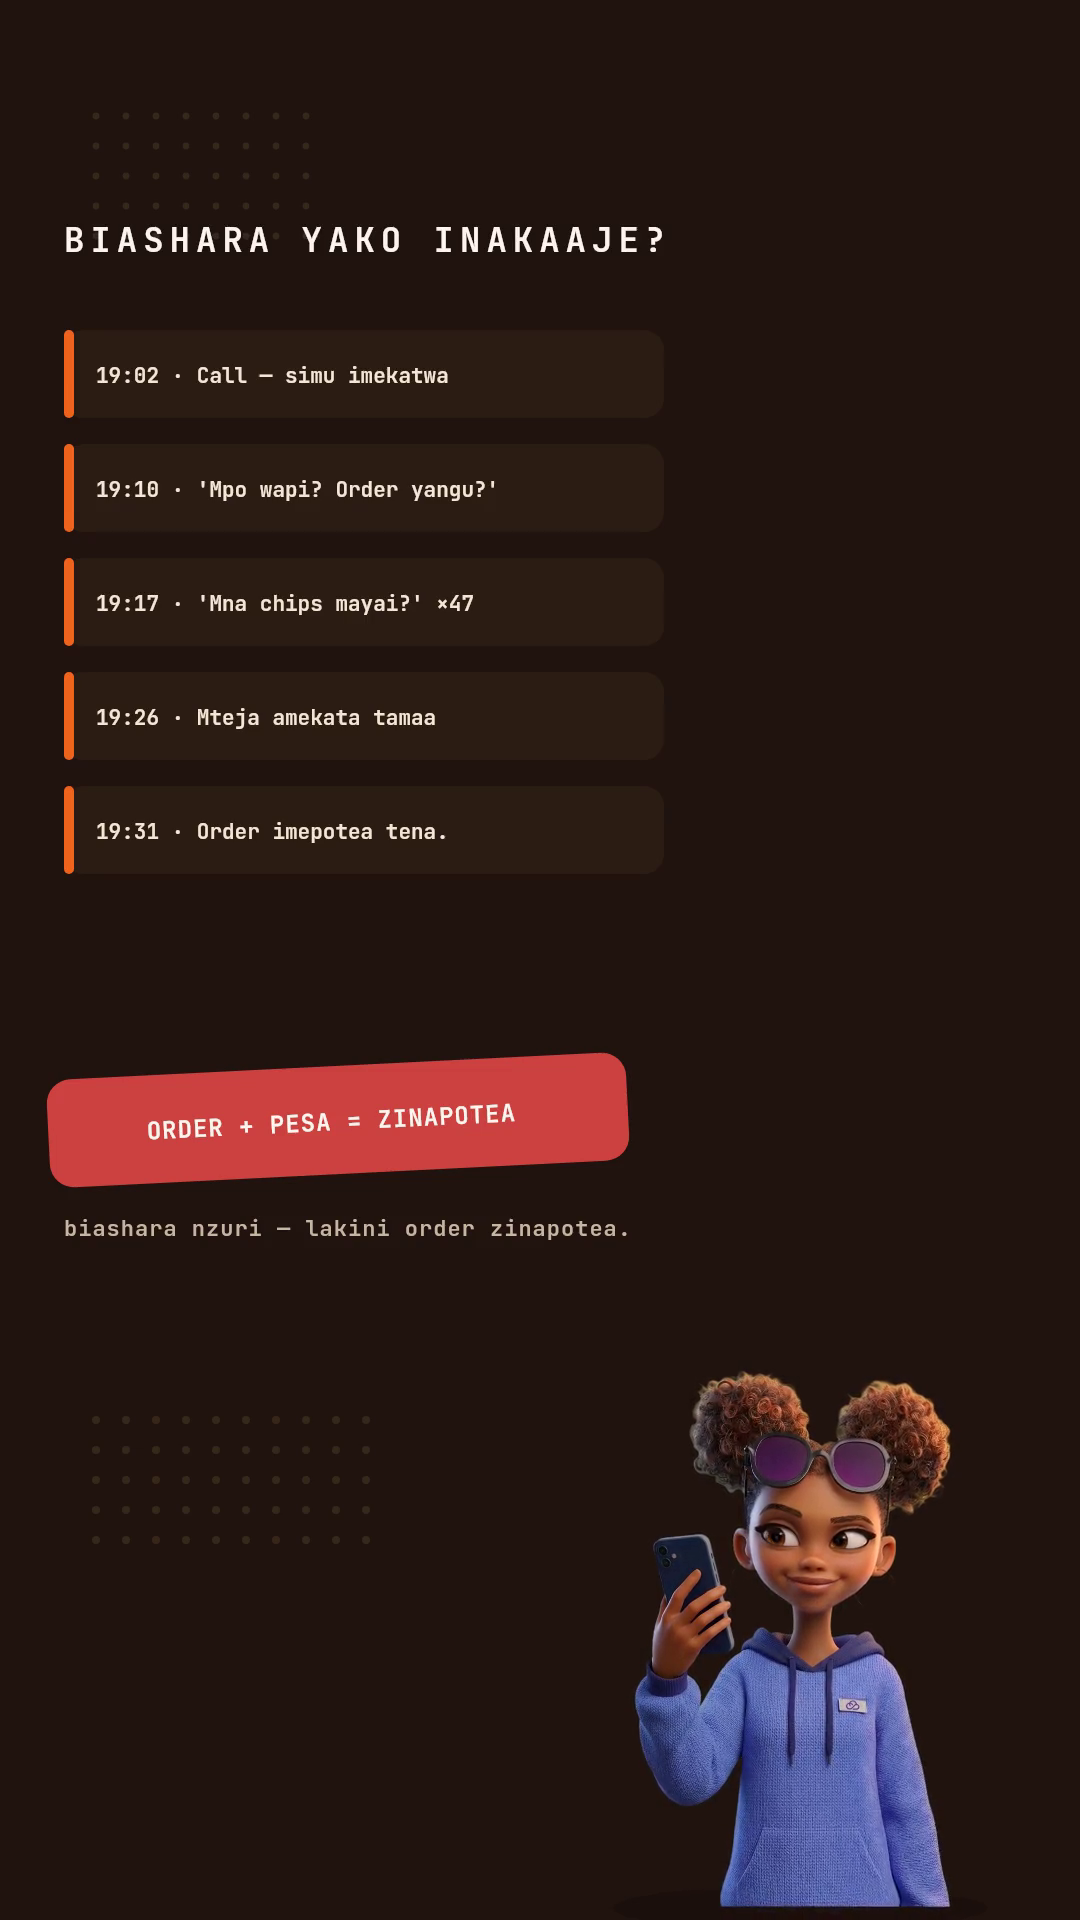 BIASHARA YAKO INAKAAJE?
19:02 · Call — simu imekatwa
19:10 · 'Mpo wapi? Order yangu?'
19:17 · 'Mna chips mayai?' ×47
19:26 · Mteja amekata tamaa
19:31 · Order imepotea tena.
ORDER + PESA = ZINAPOTEA
biashara nzuri — lakini order zinapotea.